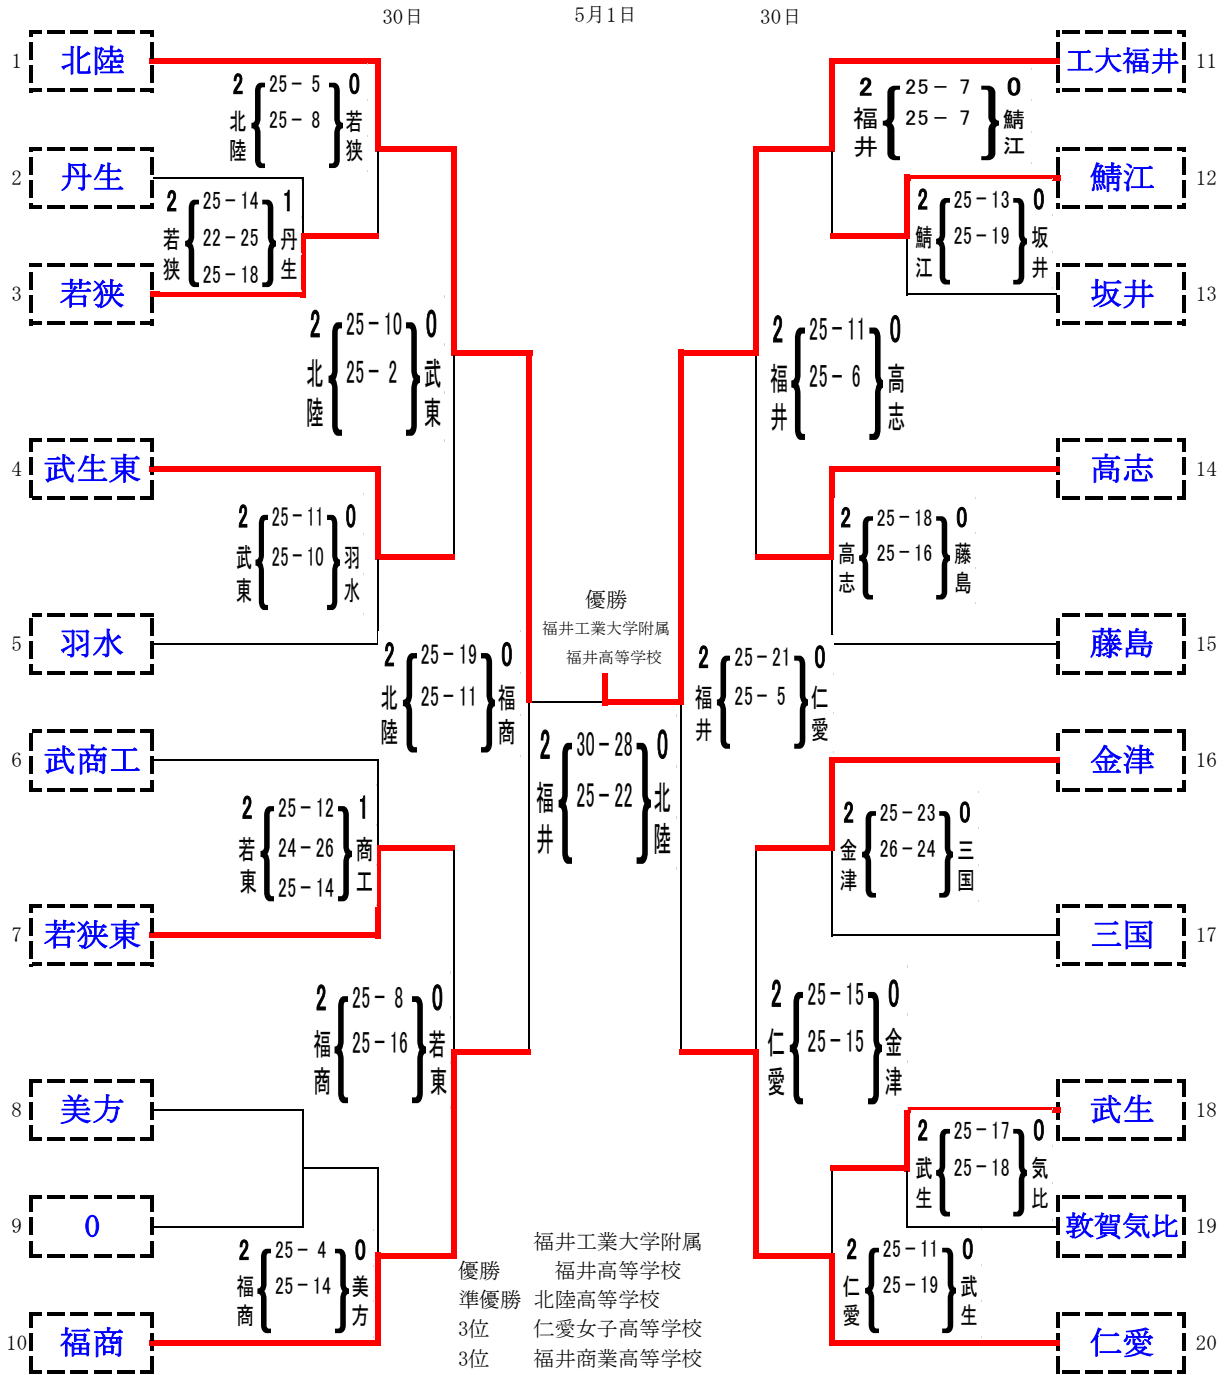 30日
5月1日
30日
1
北陸
2
25－5
0
北陸
25－8
若狭
2
丹生
2
25－14
1
若狭
22－25
丹生
25－18
3
若狭
2
25－10
0
北陸
25－2
武東
4
武生東
2
25－11
0
武東
25－10
羽水
5
羽水
2
25－19
0
北陸
25－11
福商
6
武商工
2
25－12
1
若東
24－26
商工
25－14
7
若狭東
2
25－8
0
福商
25－16
若東
8
美方
9
0
2
25－4
0
福商
25－14
美方
10
福商
優勝
福井工業大学附属
福井高等学校
2
30－28
0
福井
25－22
北陸
工大福井
11
2
25－7
0
福井
25－7
鯖江
鯖江
12
2
25－13
0
鯖江
25－19
坂井
坂井
13
2
25－11
0
福井
25－6
高志
高志
14
2
25－18
0
高志
25－16
藤島
藤島
15
2
25－21
0
福井
25－5
仁愛
金津
16
2
25－23
0
金津
26－24
三国
三国
17
2
25－15
0
仁愛
25－15
金津
武生
18
2
25－17
0
武生
25－18
気比
敦賀気比
19
2
25－11
0
仁愛
25－19
武生
仁愛
20
福井工業大学附属
優勝 福井高等学校
準優勝 北陸高等学校
3位 仁愛女子高等学校
3位 福井商業高等学校